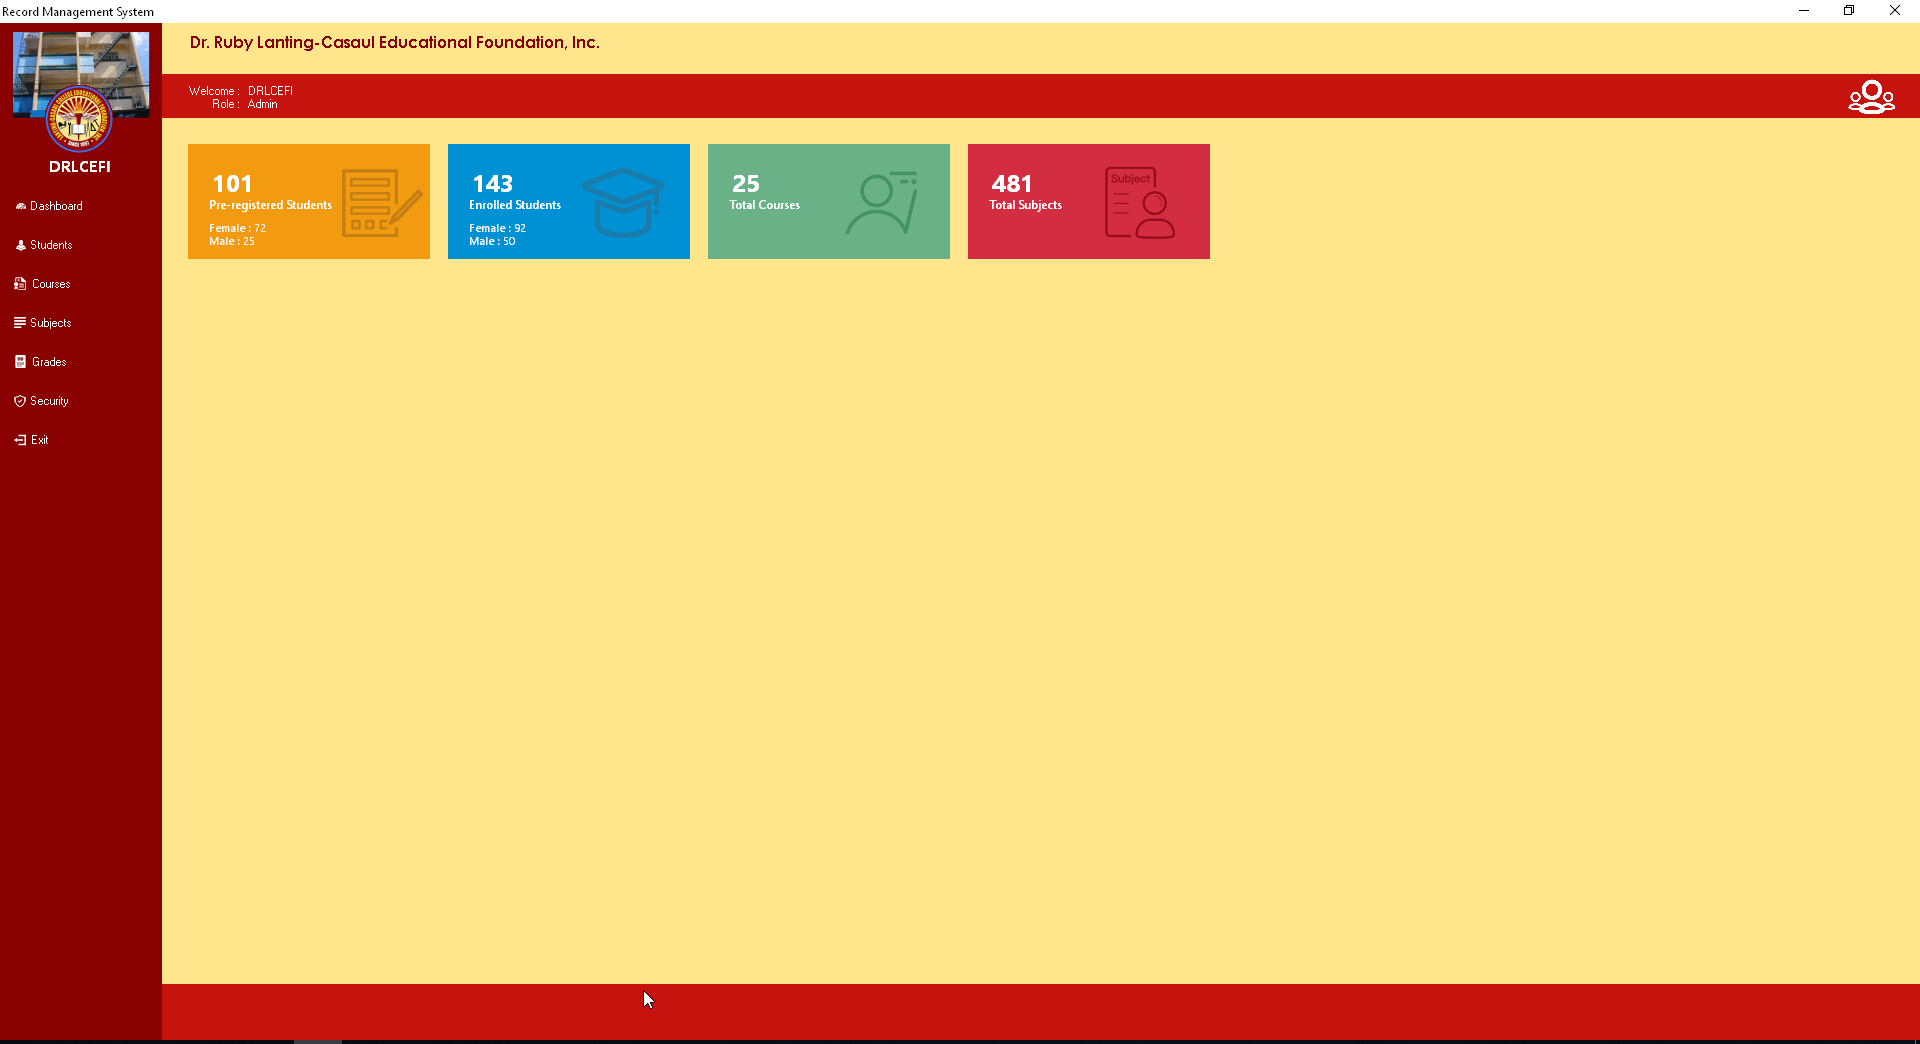 Record Management System
Dr. Ruby Lanting-Casaul Educational Foundation, Inc.
Welcome : DRLCEFI
Role : Admin
DRLCEFI
Dashboard
Students
Courses
Subjects
Grades
Security
Exit
101
Pre-registered Students
Female : 72
Male : 25
143
Enrolled Students
Female : 92
Male : 50
25
Total Courses
481
Total Subjects
Subject